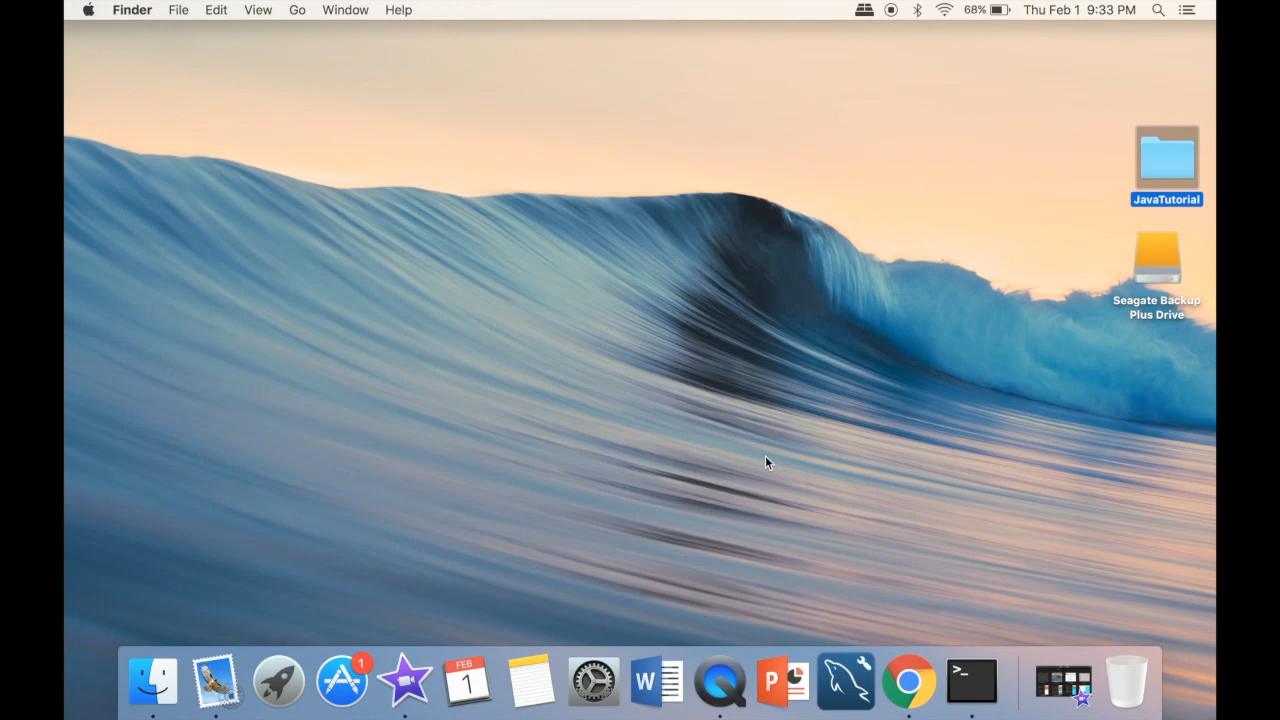 Finder File Edit View Go Window Help 68% Thu Feb 1 9:33 PM
JavaTutorial
Seagate Backup
Plus Drive
1
FEB
1
W
P
>_